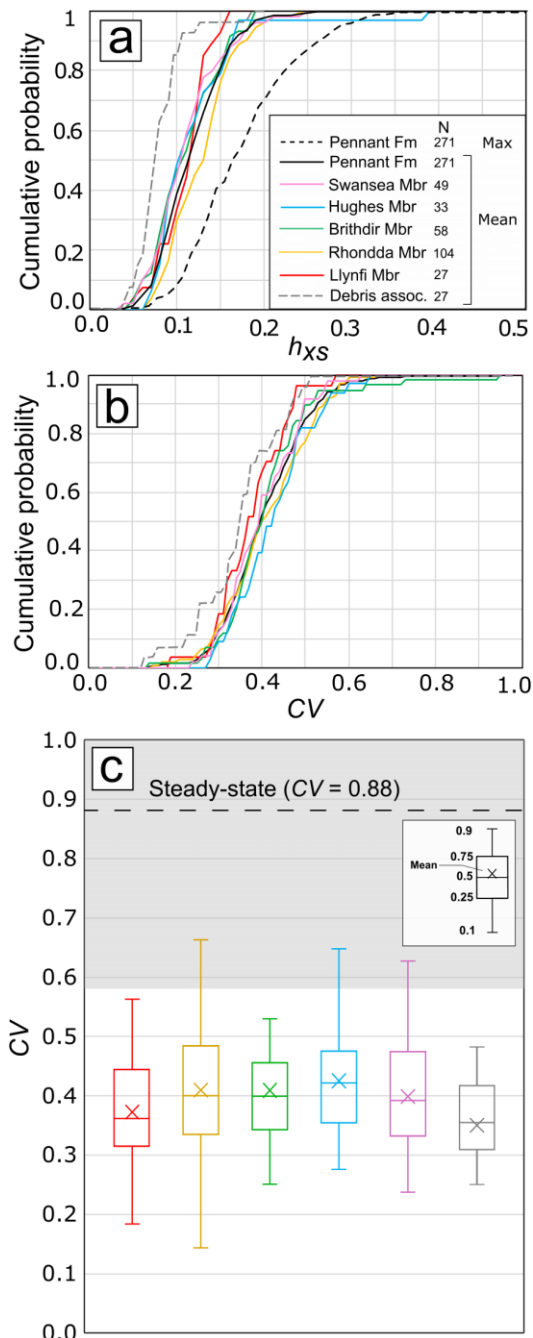 a
Cumulative probability
1
0.8
0.6
0.4
0.2
0.0
0.0
0.1
0.2
0.3
0.4
0.5
hXS
N
Pennant Fm 271 Max
Pennant Fm 271
Swansea Mbr 49
Hughes Mbr 33
Brithdir Mbr 58
Rhondda Mbr 104
Llynfi Mbr 27
Debris assoc. 27
Mean
b
Cumulative probability
1.0
0.8
0.6
0.4
0.2
0.0
0.0
0.2
0.4
0.6
0.8
1.0
CV
c
CV
1.0
0.9
0.8
0.7
0.6
0.5
0.4
0.3
0.2
0.1
0.0
Steady-state (CV = 0.88)
0.9
0.75
Mean
0.5
0.25
0.1